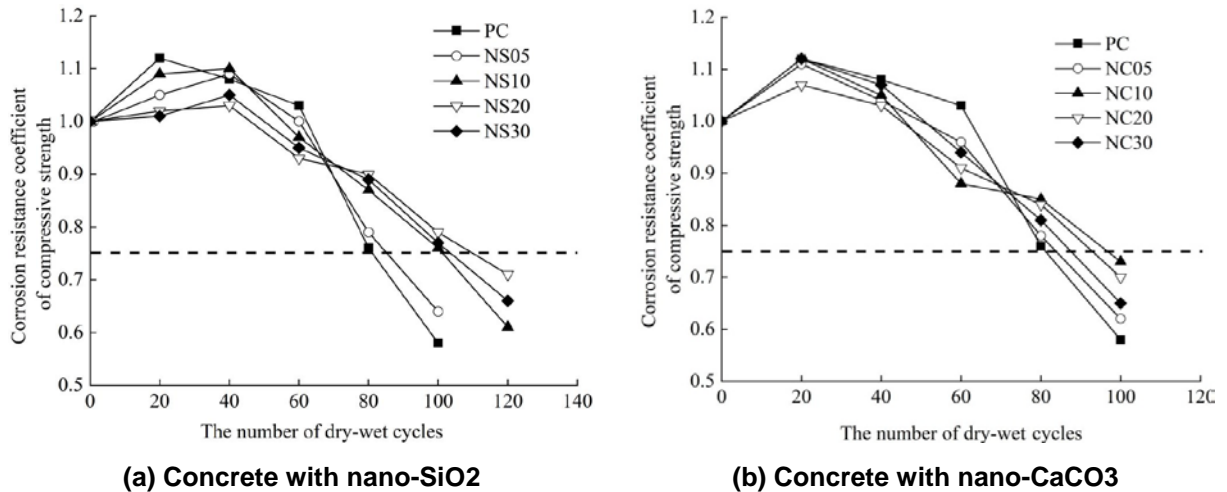 Corrosion resistance coefficient
of compressive strength
1.2
1.1
1.0
0.9
0.8
0.7
0.6
0.5
PC
NS05
NS10
NS20
NS30
0 20 40 60 80 100 120 140
The number of dry-wet cycles
(a) Concrete with nano-SiO2
Corrosion resistance coefficient
of compressive strength
1.2
1.1
1.0
0.9
0.8
0.7
0.6
0.5
PC
NC05
NC10
NC20
NC30
0 20 40 60 80 100 120
The number of dry-wet cycles
(b) Concrete with nano-CaCO3